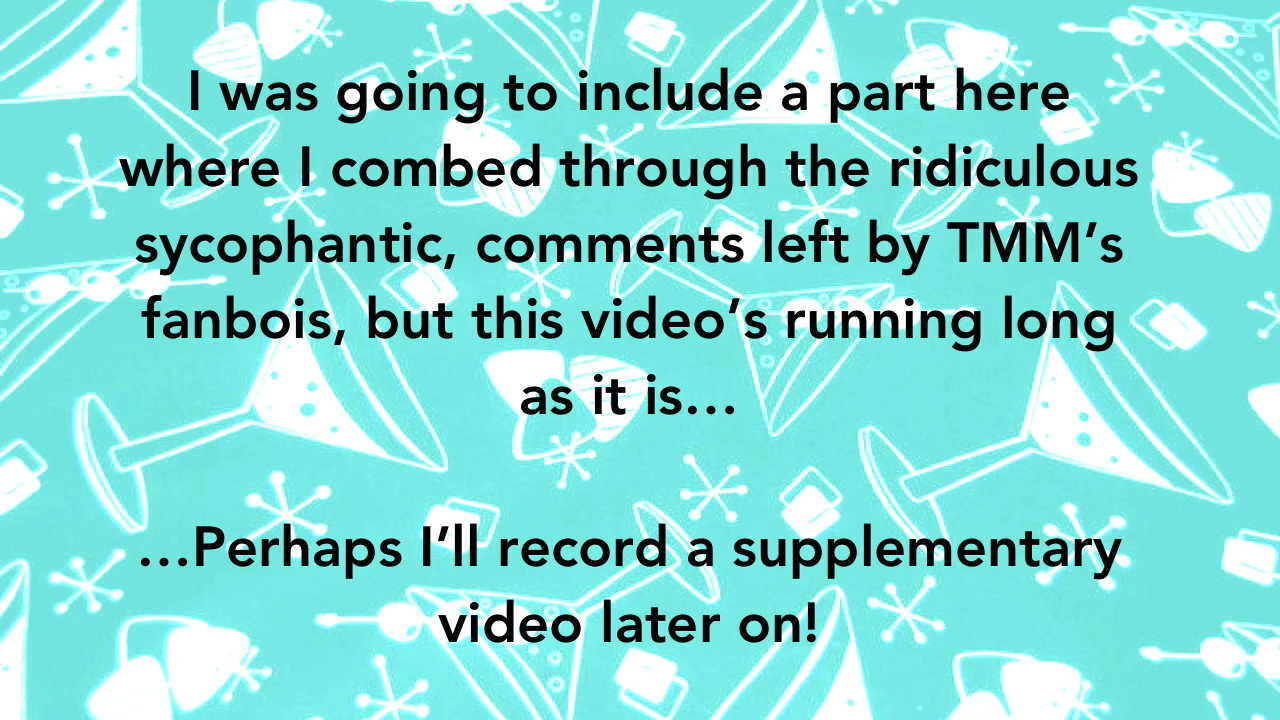 I was going to include a part here
where I combed through the ridiculous
sycophantic, comments left by TMM’s
fanbois, but this video’s running long
as it is…
…Perhaps I’ll record a supplementary
video later on!